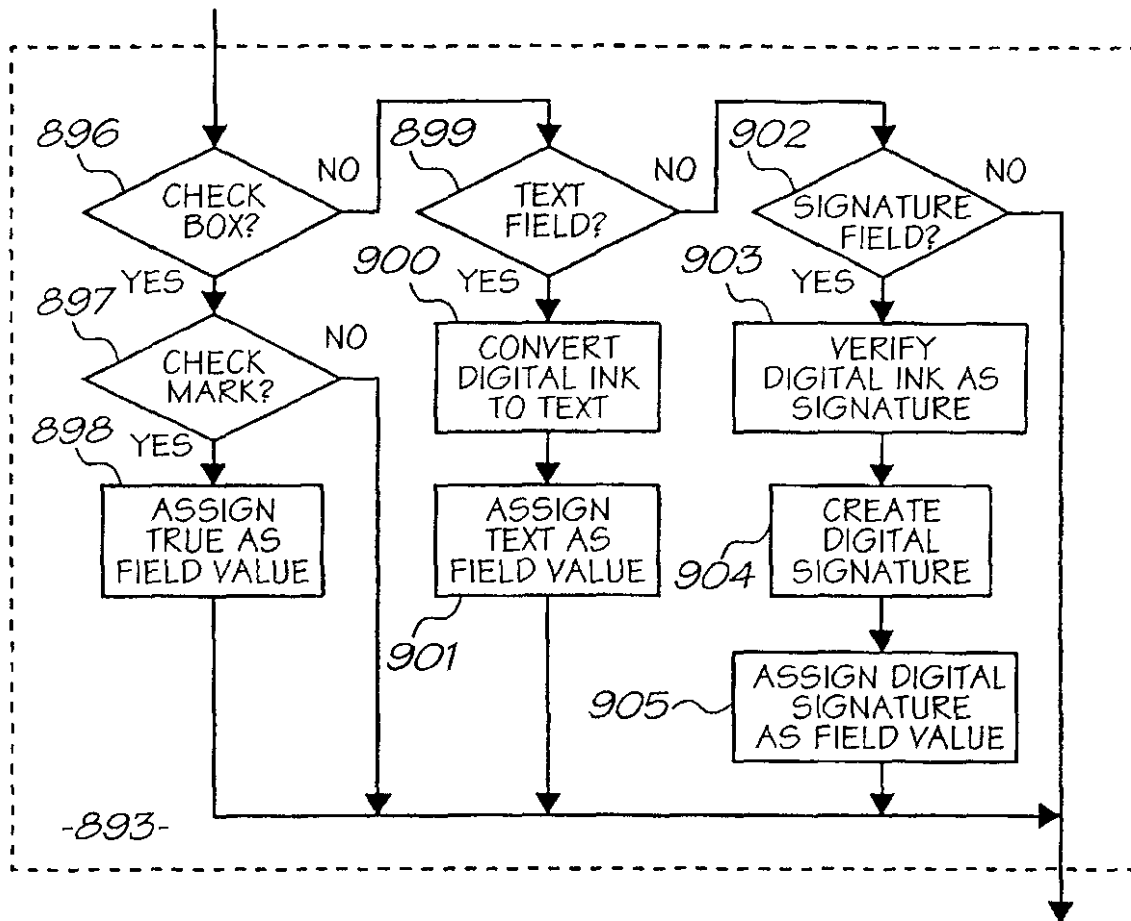 896
CHECK
BOX?
NO
YES
897
CHECK
MARK?
NO
YES
898
ASSIGN
TRUE AS
FIELD VALUE
899
TEXT
FIELD?
NO
YES
900
CONVERT
DIGITAL INK
TO TEXT
ASSIGN
TEXT AS
FIELD VALUE
901
902
SIGNATURE
FIELD?
NO
YES
903
VERIFY
DIGITAL INK AS
SIGNATURE
CREATE
DIGITAL
SIGNATURE
904
ASSIGN DIGITAL
SIGNATURE
AS FIELD VALUE
905
-893-